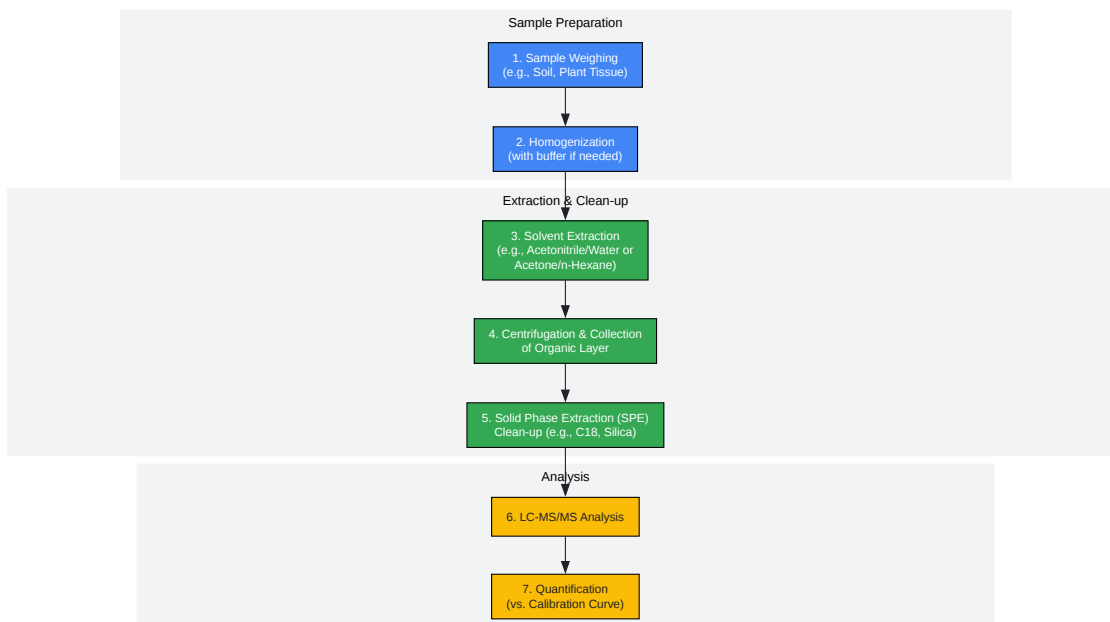 Sample Preparation
1. Sample Weighing
(e.g., Soil, Plant Tissue)
2. Homogenization
(with buffer if needed)
Extraction & Clean-up
3. Solvent Extraction
(e.g., Acetonitrile/Water or
Acetone/n-Hexane)
4. Centrifugation & Collection
of Organic Layer
5. Solid Phase Extraction (SPE)
Clean-up (e.g., C18, Silica)
Analysis
6. LC-MS/MS Analysis
7. Quantification
(vs. Calibration Curve)